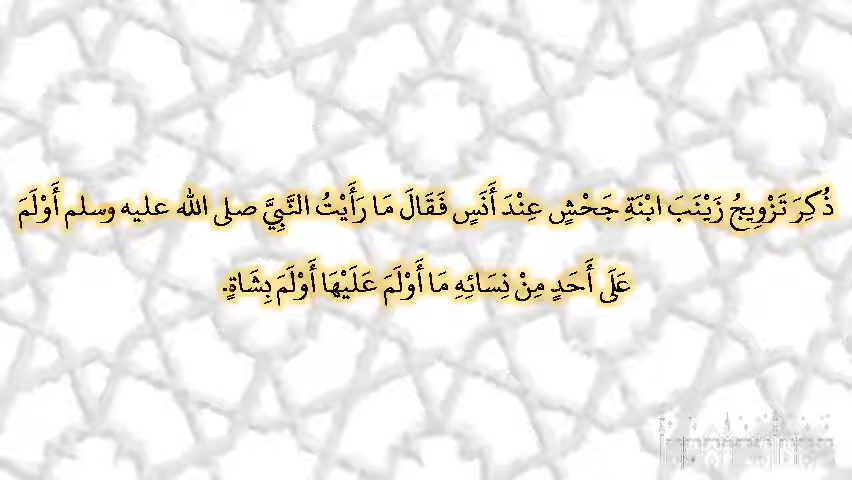 ذُكِرَ تَزْوِيجُ زَيْنَبَ ابْنَةِ جَحْشٍ عِنْدَ أَنَسٍ فَقَالَ مَا رَأَيْتُ النَّبِيَّ صلى الله عليه وسلم أَوْلَمَ
عَلَى أَحَدٍ مِنْ نِسَائِهِ مَا أَوْلَمَ عَلَيْهَا أَوْلَمَ بِشَاةٍ.